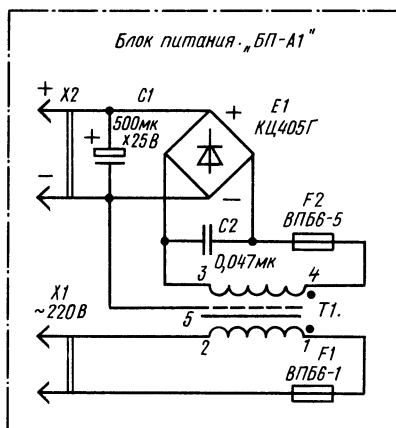 Блок питания „БП-А1"
+ X2 C1 + E1
500мк + КЦ405Г
х25В
− −
F2
C2 ВПБ6-5
0,047мк
3 4
X1 T1.
~220В 5
2 1 F1
ВПБ6-1